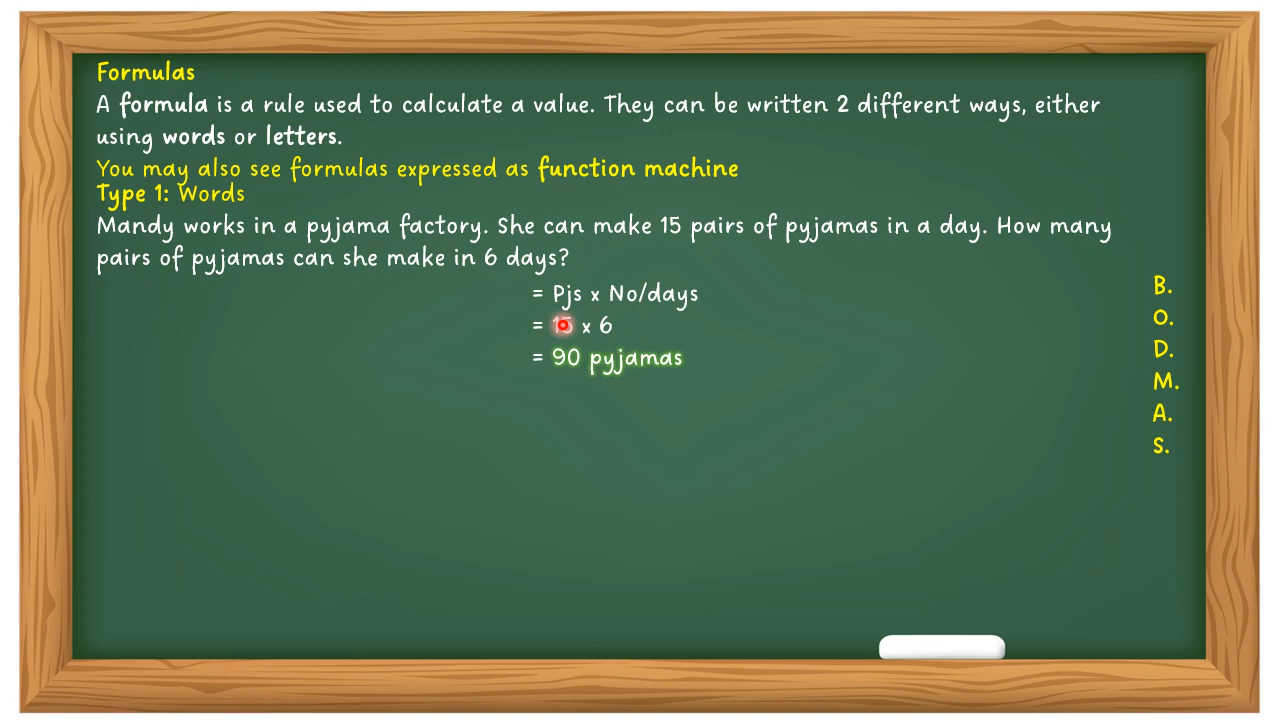 Formulas
A formula is a rule used to calculate a value. They can be written 2 different ways, either
using words or letters.
You may also see formulas expressed as function machine
Type 1: Words
Mandy works in a pyjama factory. She can make 15 pairs of pyjamas in a day. How many
pairs of pyjamas can she make in 6 days?
= Pjs x No/days
= 15 x 6
= 90 pyjamas
B.
O.
D.
M.
A.
S.